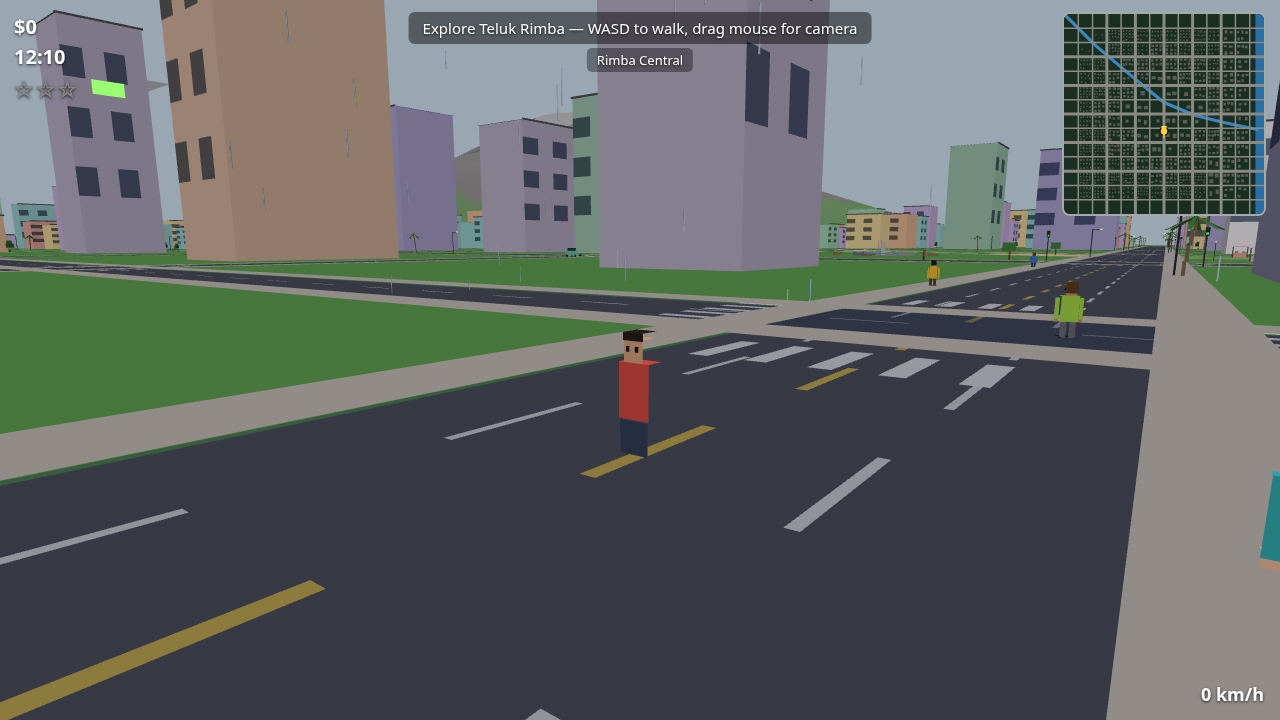 $0
12:10
☆☆☆
Explore Teluk Rimba — WASD to walk, drag mouse for camera
Rimba Central
0 km/h